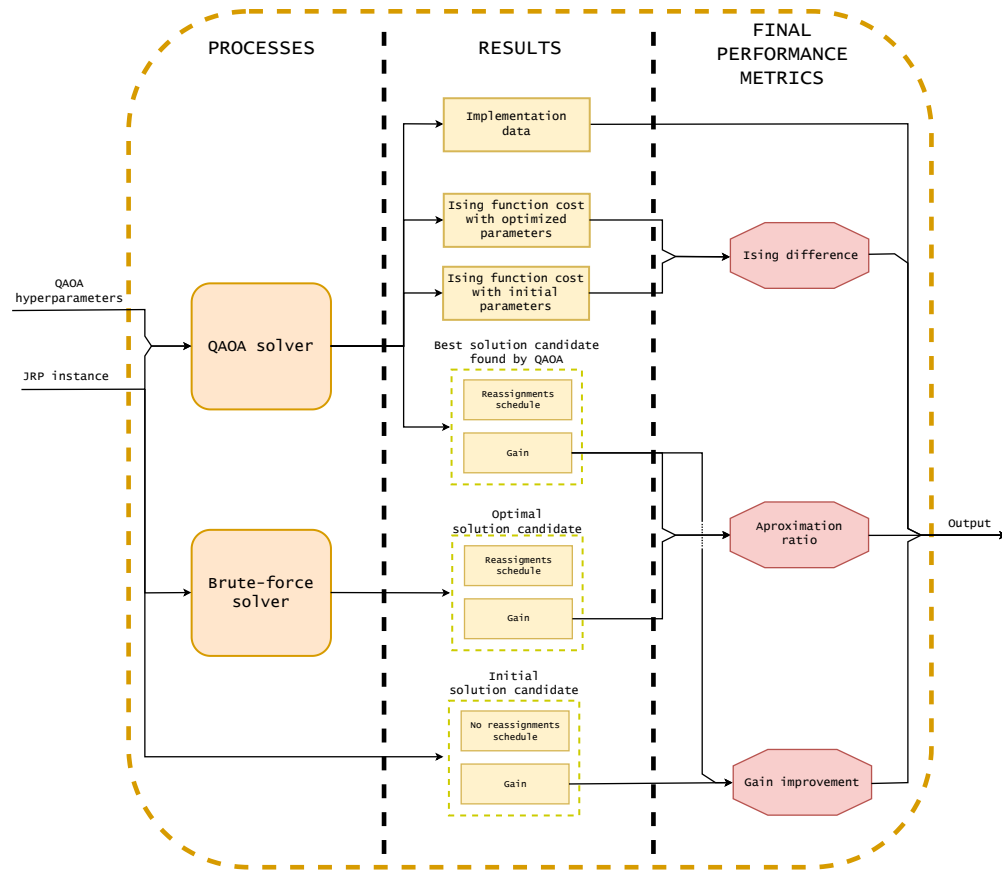 PROCESSES
RESULTS
FINAL
PERFORMANCE
METRICS
Implementation
data
Ising function cost
with optimized
parameters
Ising function cost
with initial
parameters
Ising difference
QAOA
hyperparameters
JRP instance
QAOA solver
Best solution candidate
found by QAOA
Reassignments
schedule
Gain
Optimal
solution candidate
Reassigments
schedule
Gain
Aproximation
ratio
Output
Brute-force
solver
Initial
solution candidate
No reassignments
schedule
Gain
Gain improvement